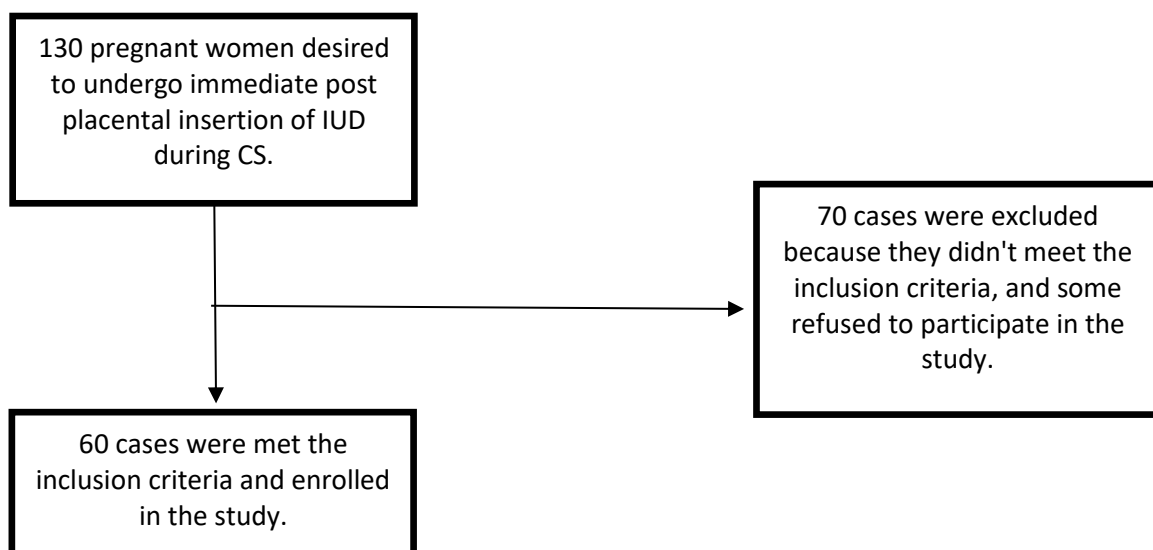 130 pregnant women desired
to undergo immediate post
placental insertion of IUD
during CS.
70 cases were excluded
because they didn't meet the
inclusion criteria, and some
refused to participate in the
study.
60 cases were met the
inclusion criteria and enrolled
in the study.